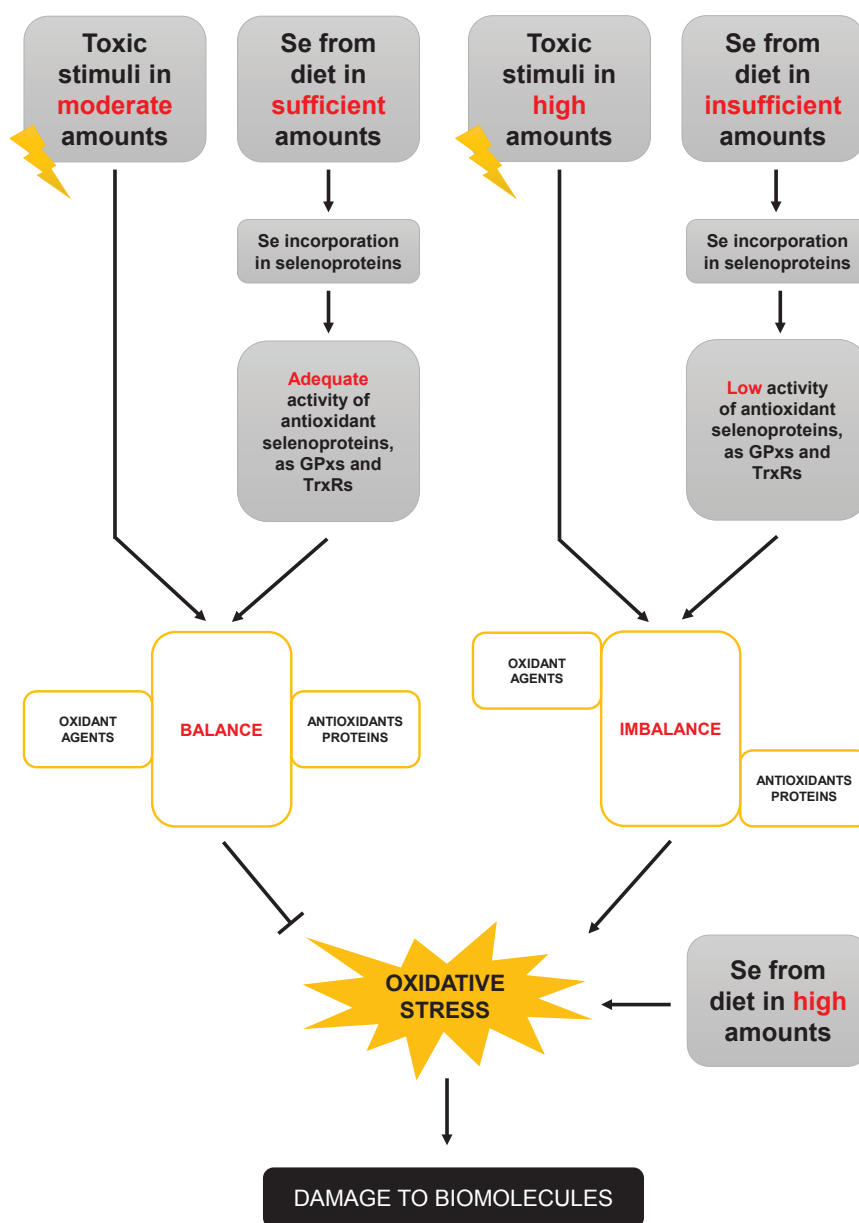 Toxic
stimuli in
moderate
amounts
Se from
diet in
sufficient
amounts
Toxic
stimuli in
high
amounts
Se from
diet in
insufficient
amounts
Se incorporation
in selenoproteins
Se incorporation
in selenoproteins
Adequate
activity of
antioxidant
selenoproteins,
as GPxs and
TrxRs
Low activity
of antioxidant
selenoproteins,
as GPxs and
TrxRs
OXIDANT
AGENTS
BALANCE
ANTIOXIDANTS
PROTEINS
OXIDANT
AGENTS
IMBALANCE
ANTIOXIDANTS
PROTEINS
OXIDATIVE
STRESS
Se from
diet in high
amounts
DAMAGE TO BIOMOLECULES